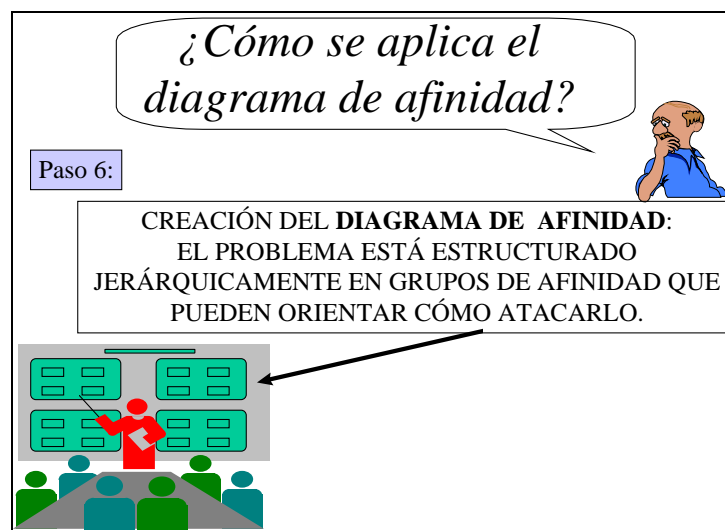 ¿Cómo se aplica el
diagrama de afinidad?
Paso 6:
CREACIÓN DEL DIAGRAMA DE AFINIDAD:
EL PROBLEMA ESTÁ ESTRUCTURADO
JERÁRQUICAMENTE EN GRUPOS DE AFINIDAD QUE
PUEDEN ORIENTAR CÓMO ATACARLO.